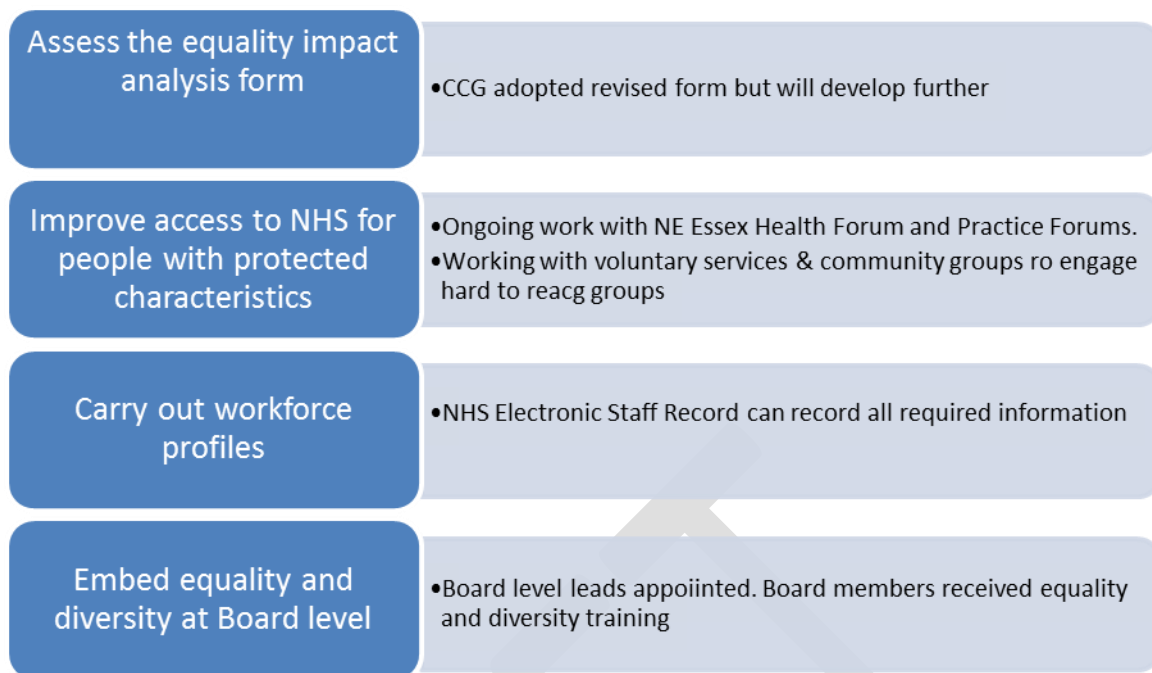 Assess the equality impact
analysis form
•CCG adopted revised form but will develop further
Improve access to NHS for
people with protected
characteristics
•Ongoing work with NE Essex Health Forum and Practice Forums.
•Working with voluntary services & community groups ro engage
hard to reacg groups
Carry out workforce
profiles
•NHS Electronic Staff Record can record all required information
Embed equality and
diversity at Board level
•Board level leads appoiinted. Board members received equality
and diversity training